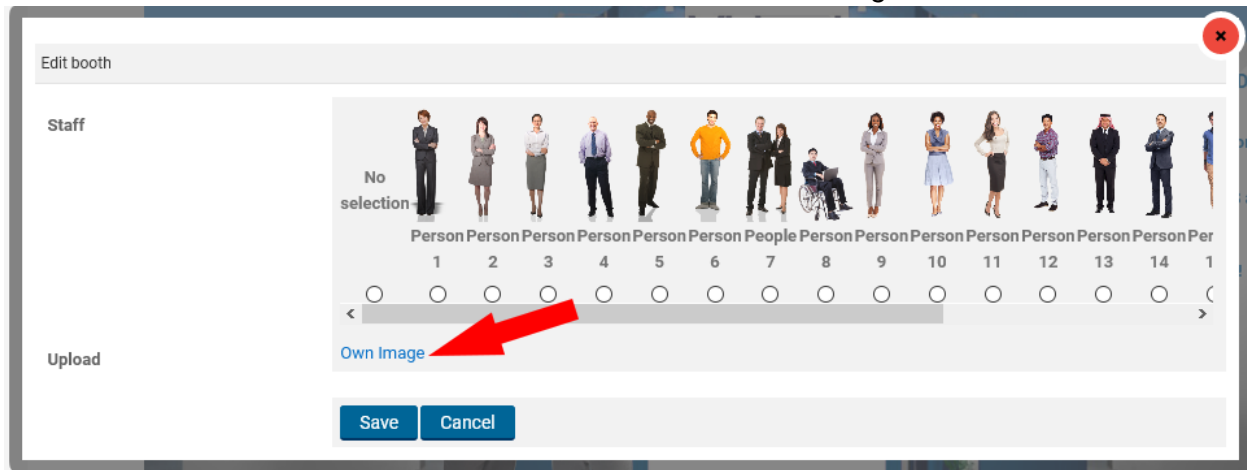 Edit booth
Staff
No
selection
Person Person Person Person Person Person People Person Person Person Person Person Person Person Per
1 2 3 4 5 6 7 8 9 10 11 12 13 14 1
Upload
Own Image
Save Cancel